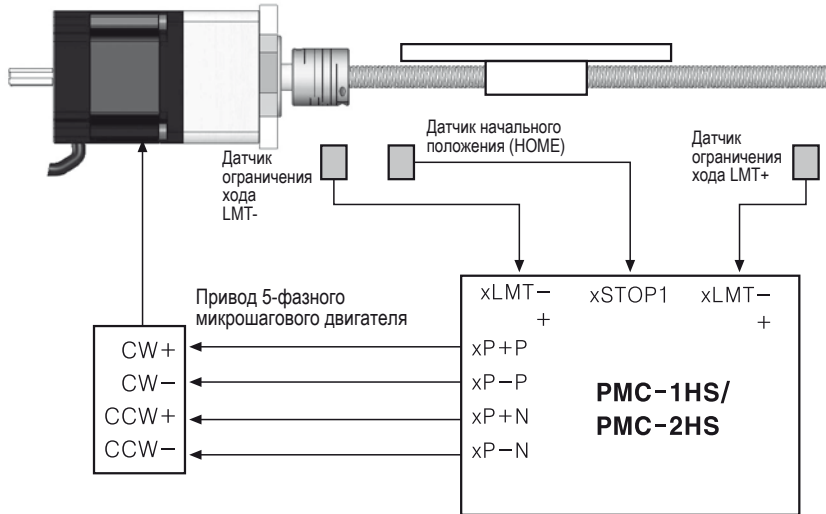 Датчик начального
положения (HOME)
Датчик
ограничения
хода
LMT-
Датчик
ограничения
хода LMT+
xLMT−
+
xSTOP1
xLMT−
+
Привод 5-фазного
микрошагового двигателя
CW+
CW−
CCW+
CCW−
xP+P
xP−P
xP+N
xP−N
PMC-1HS/
PMC-2HS